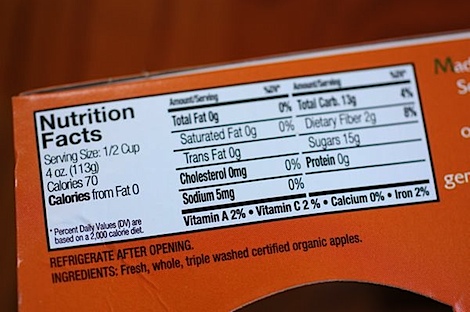 Nutrition
Facts
Serving Size: 1/2 Cup
4 oz. (113g)
Calories 70
Calories from Fat 0
* Percent Daily Values (DV) are
based on a 2,000 calorie diet.
Amount/Serving %DV*
Total Fat 0g 0%
Saturated Fat 0g 0%
Trans Fat 0g
Cholesterol 0mg 0%
Sodium 5mg 0%
Amount/Serving %DV*
Total Carb. 13g 4%
Dietary Fiber 2g 8%
Sugars 15g
Protein 0g
Vitamin A 2% • Vitamin C 2% • Calcium 0% • Iron 2%
REFRIGERATE AFTER OPENING.
INGREDIENTS: Fresh, whole, triple washed certified organic apples.